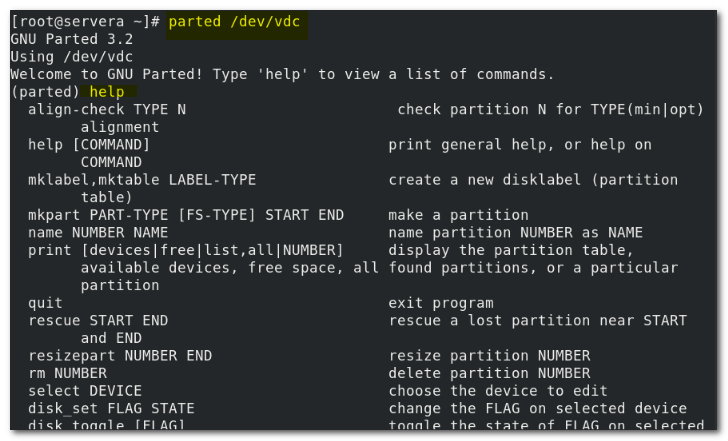 [root@servera ~]# parted /dev/vdc
GNU Parted 3.2
Using /dev/vdc
Welcome to GNU Parted! Type 'help' to view a list of commands.
(parted) help
  align-check TYPE N                        check partition N for TYPE(min|opt)
        alignment
  help [COMMAND]                           print general help, or help on
        COMMAND
  mklabel,mktable LABEL-TYPE               create a new disklabel (partition
        table)
  mkpart PART-TYPE [FS-TYPE] START END     make a partition
  name NUMBER NAME                         name partition NUMBER as NAME
  print [devices|free|list,all|NUMBER]     display the partition table,
        available devices, free space, all found partitions, or a particular
        partition
  quit                                     exit program
  rescue START END                         rescue a lost partition near START
        and END
  resizepart NUMBER END                    resize partition NUMBER
  rm NUMBER                                delete partition NUMBER
  select DEVICE                            choose the device to edit
  disk_set FLAG STATE                      change the FLAG on selected device
  disk_toggle [FLAG]                       toggle the state of FLAG on selected